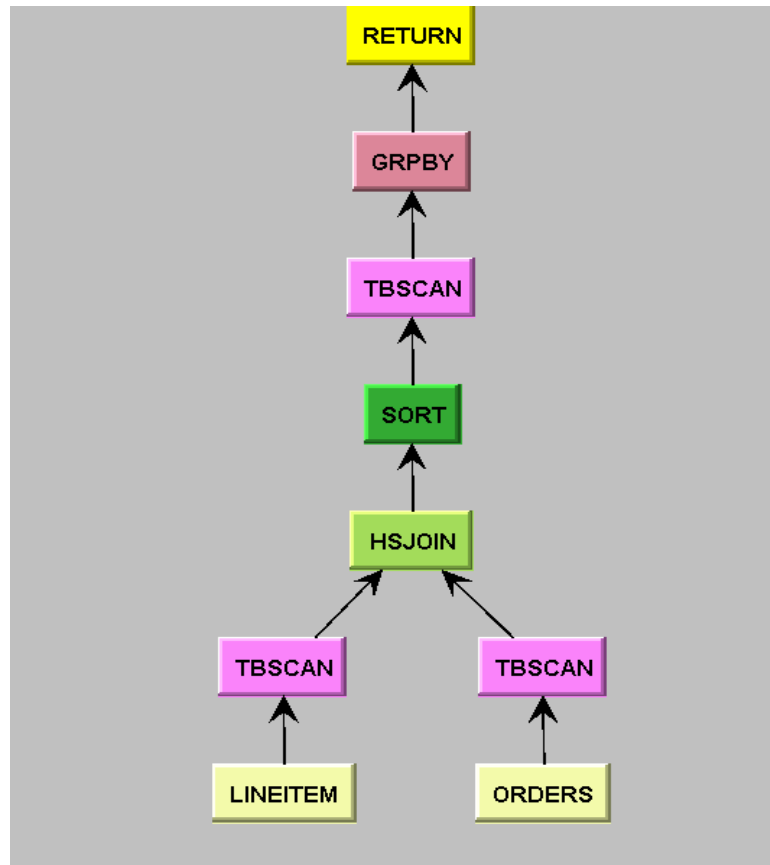 RETURN
GRPBY
TBSCAN
SORT
HSJOIN
TBSCAN
TBSCAN
LINEITEM
ORDERS